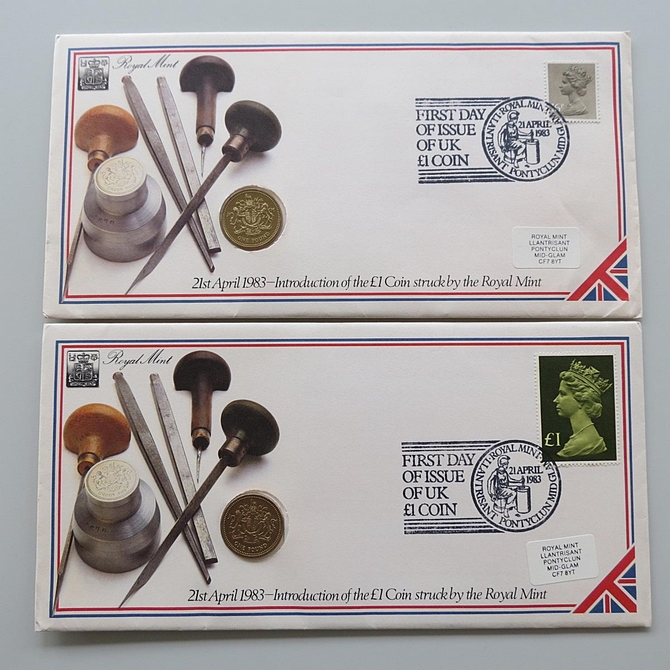 Royal Mint
FIRST DAY
OF ISSUE
OF UK
£1 COIN
ROYAL MINT
LLANTRISANT PONTYCLUN MID GLAM
21 APRIL
1983
ONE POUND
ROYAL MINT
LLANTRISANT
PONTYCLUN
MID-GLAM
CF7 8YT
21st April 1983—Introduction of the £1 Coin struck by the Royal Mint
Royal Mint
£1
FIRST DAY
OF ISSUE
OF UK
£1 COIN
ROYAL MINT
LLANTRISANT PONTYCLUN MID GLAM
21 APRIL
1983
ONE POUND
ROYAL MINT
LLANTRISANT
PONTYCLUN
MID-GLAM
CF7 8YT
21st April 1983—Introduction of the £1 Coin struck by the Royal Mint